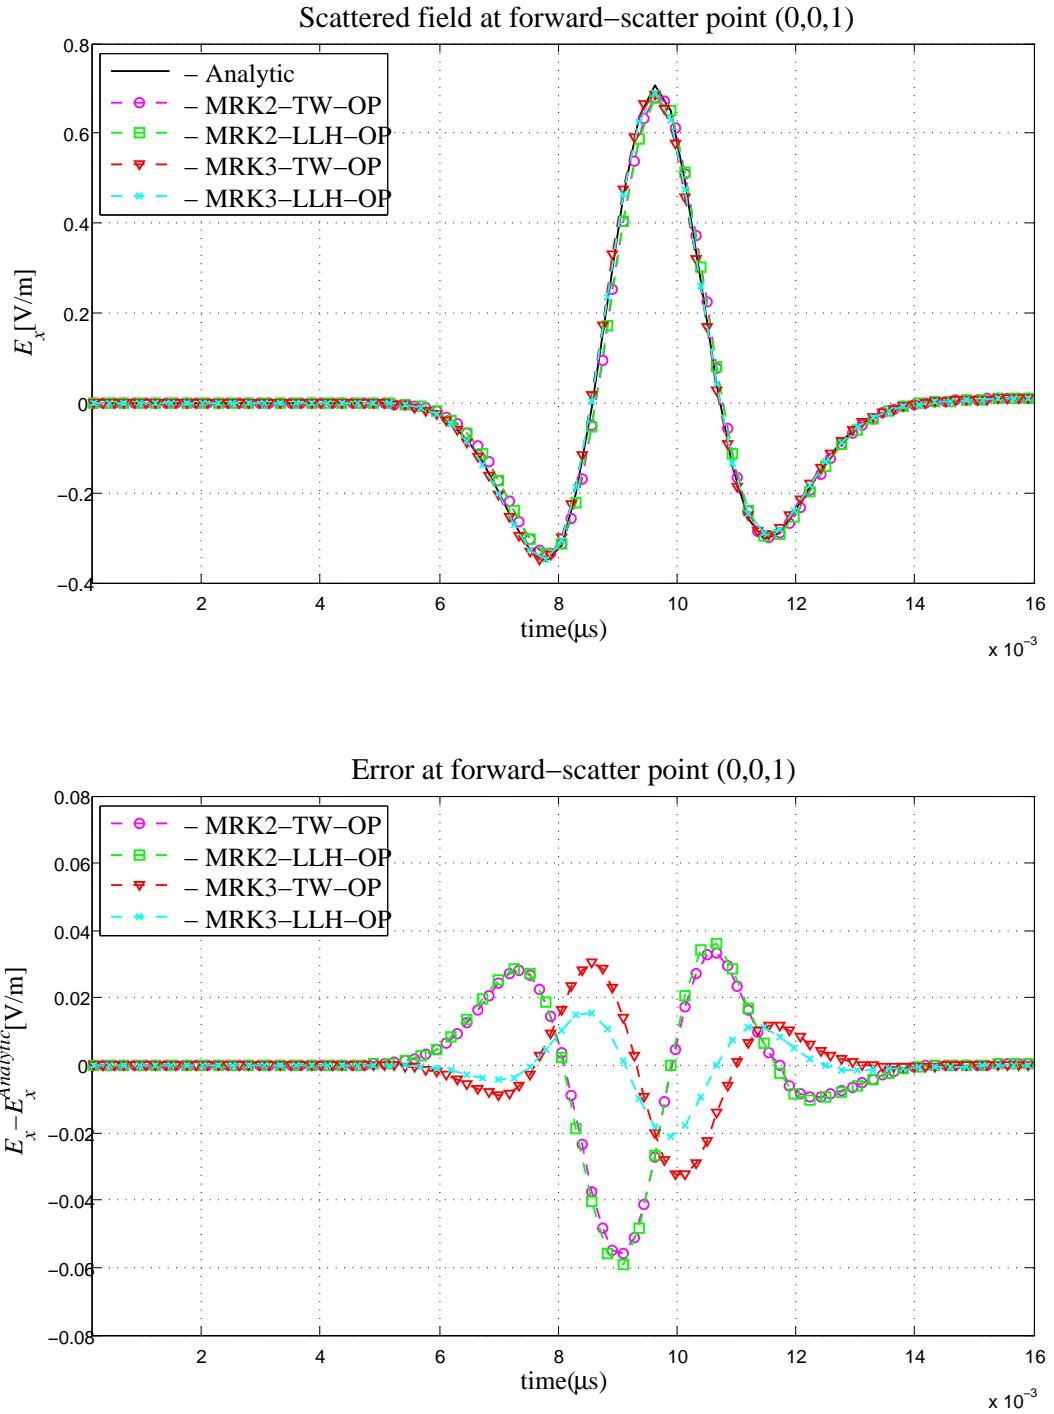 Scattered field at forward−scatter point (0,0,1)
0.8
0.6
0.4
0.2
0
−0.2
−0.4
E_x[V/m]
– Analytic
– MRK2−TW−OP
– MRK2−LLH−OP
– MRK3−TW−OP
– MRK3−LLH−OP
2 4 6 8 10 12 14 16
time(μs)
x 10^−3
Error at forward−scatter point (0,0,1)
0.08
0.06
0.04
0.02
0
−0.02
−0.04
−0.06
−0.08
E_x−E_x^Analytic[V/m]
– MRK2−TW−OP
– MRK2−LLH−OP
– MRK3−TW−OP
– MRK3−LLH−OP
2 4 6 8 10 12 14 16
time(μs)
x 10^−3